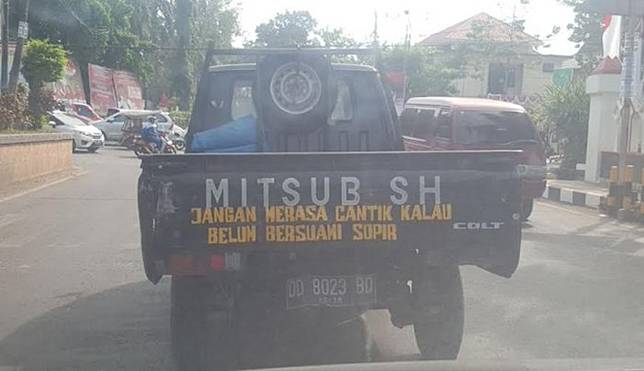 MITSUB SH
JANGAN MERASA CANTIK KALAU
BELUM BERSUAMI SOPIR
COLT
DD 8023 BD